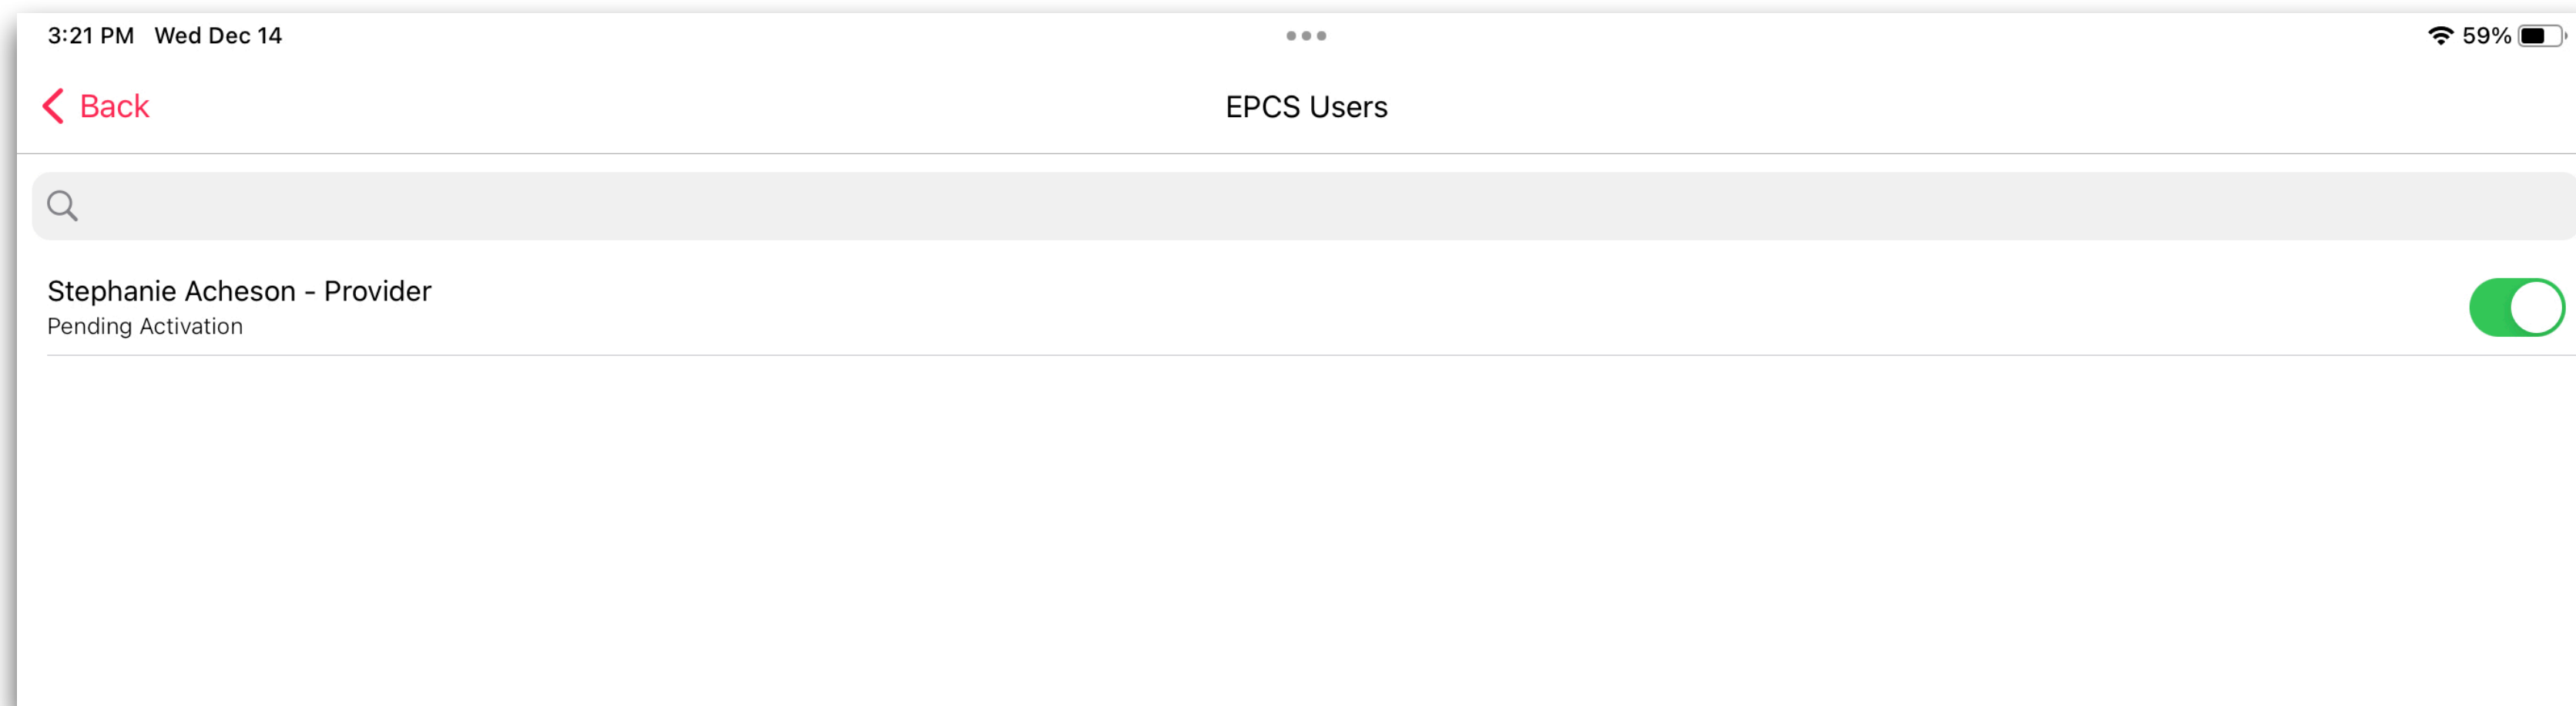 3:21 PM Wed Dec 14
59%
Back
EPCS Users
Stephanie Acheson - Provider
Pending Activation